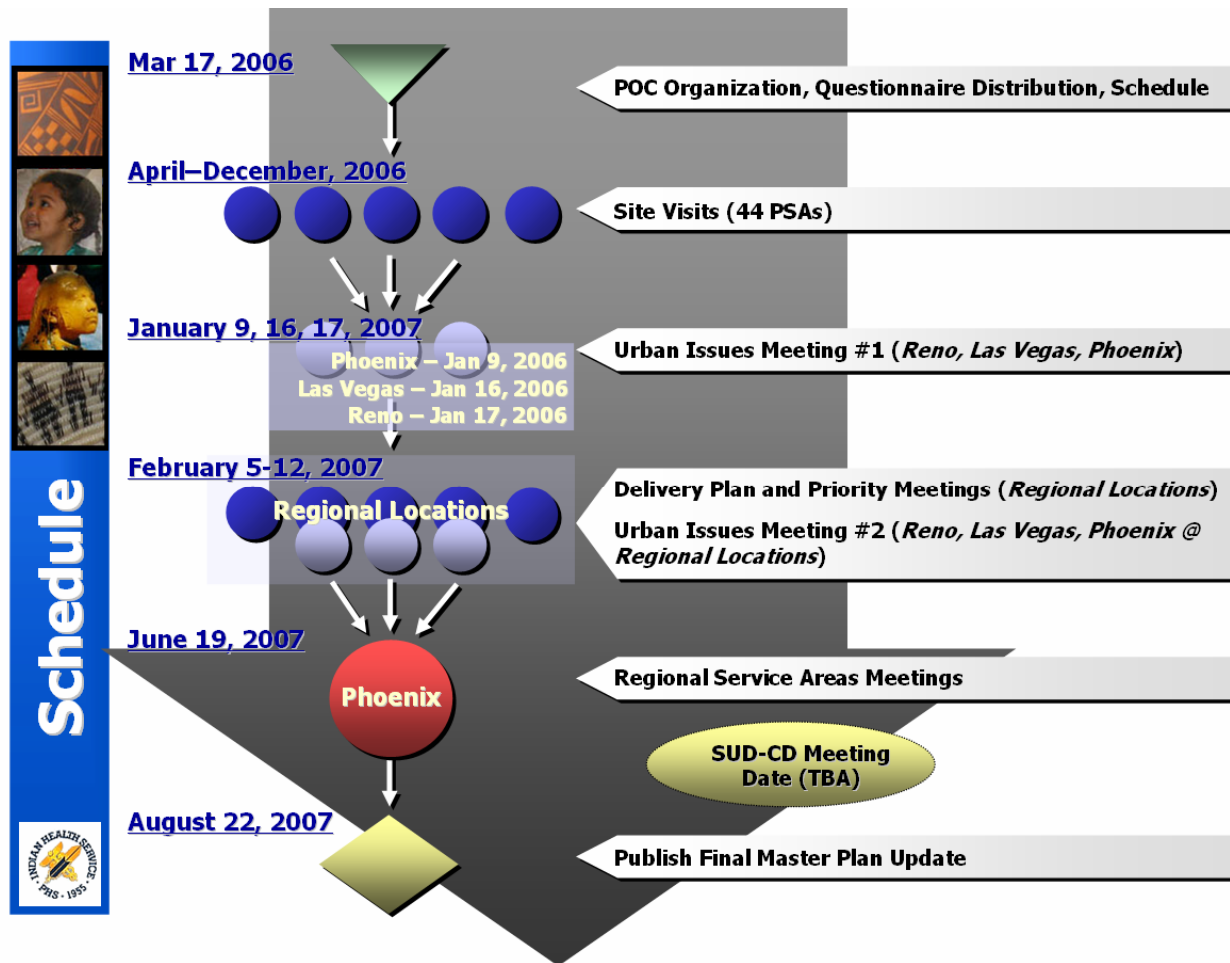 Schedule
Mar 17, 2006
POC Organization, Questionnaire Distribution, Schedule
April–December, 2006
Site Visits (44 PSAs)
January 9, 16, 17, 2007
Phoenix – Jan 9, 2006
Las Vegas – Jan 16, 2006
Reno – Jan 17, 2006
Urban Issues Meeting #1 (Reno, Las Vegas, Phoenix)
February 5-12, 2007
Regional Locations
Delivery Plan and Priority Meetings (Regional Locations)
Urban Issues Meeting #2 (Reno, Las Vegas, Phoenix @
Regional Locations)
June 19, 2007
Phoenix
Regional Service Areas Meetings
SUD-CD Meeting
Date (TBA)
August 22, 2007
Publish Final Master Plan Update
INDIAN HEALTH SERVICE
PHS - 1955